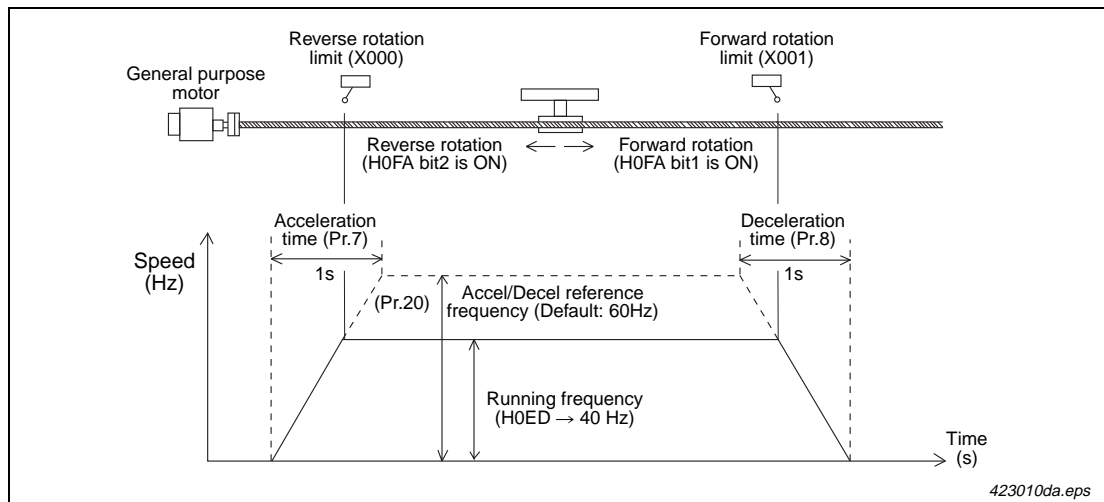 Reverse rotation
limit (X000)
Forward rotation
limit (X001)
General purpose
motor
Reverse rotation
(H0FA bit2 is ON)
Forward rotation
(H0FA bit1 is ON)
Acceleration
time (Pr.7)
Deceleration
time (Pr.8)
Speed
(Hz)
1s
1s
(Pr.20)
Accel/Decel reference
frequency (Default: 60Hz)
Running frequency
(H0ED → 40 Hz)
Time
(s)
423010da.eps